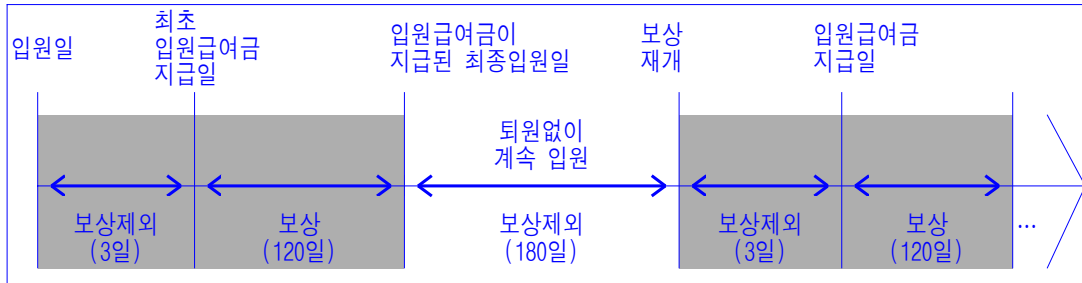 입원일
최초
입원급여금
지급일
입원급여금이
지급된 최종입원일
보상
재개
입원급여금
지급일
퇴원없이
계속 입원
보상제외
(3일)
보상
(120일)
보상제외
(180일)
보상제외
(3일)
보상
(120일)
…